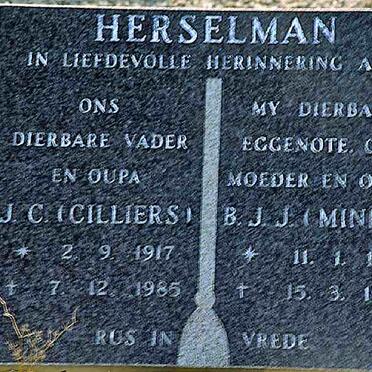 HERSELMAN
IN LIEFDEVOLLE HERINNERING A
ONS
DIERBARE VADER
EN OUPA
J. C. (CILLIERS)
* 2. 9. 1917
† 7. 12. 1985
MY DIERBA
EGGENOTE, O
MOEDER EN O
B. J. J. (MIN
* 11. 1. 1
† 15. 3. 1
RUS IN VREDE